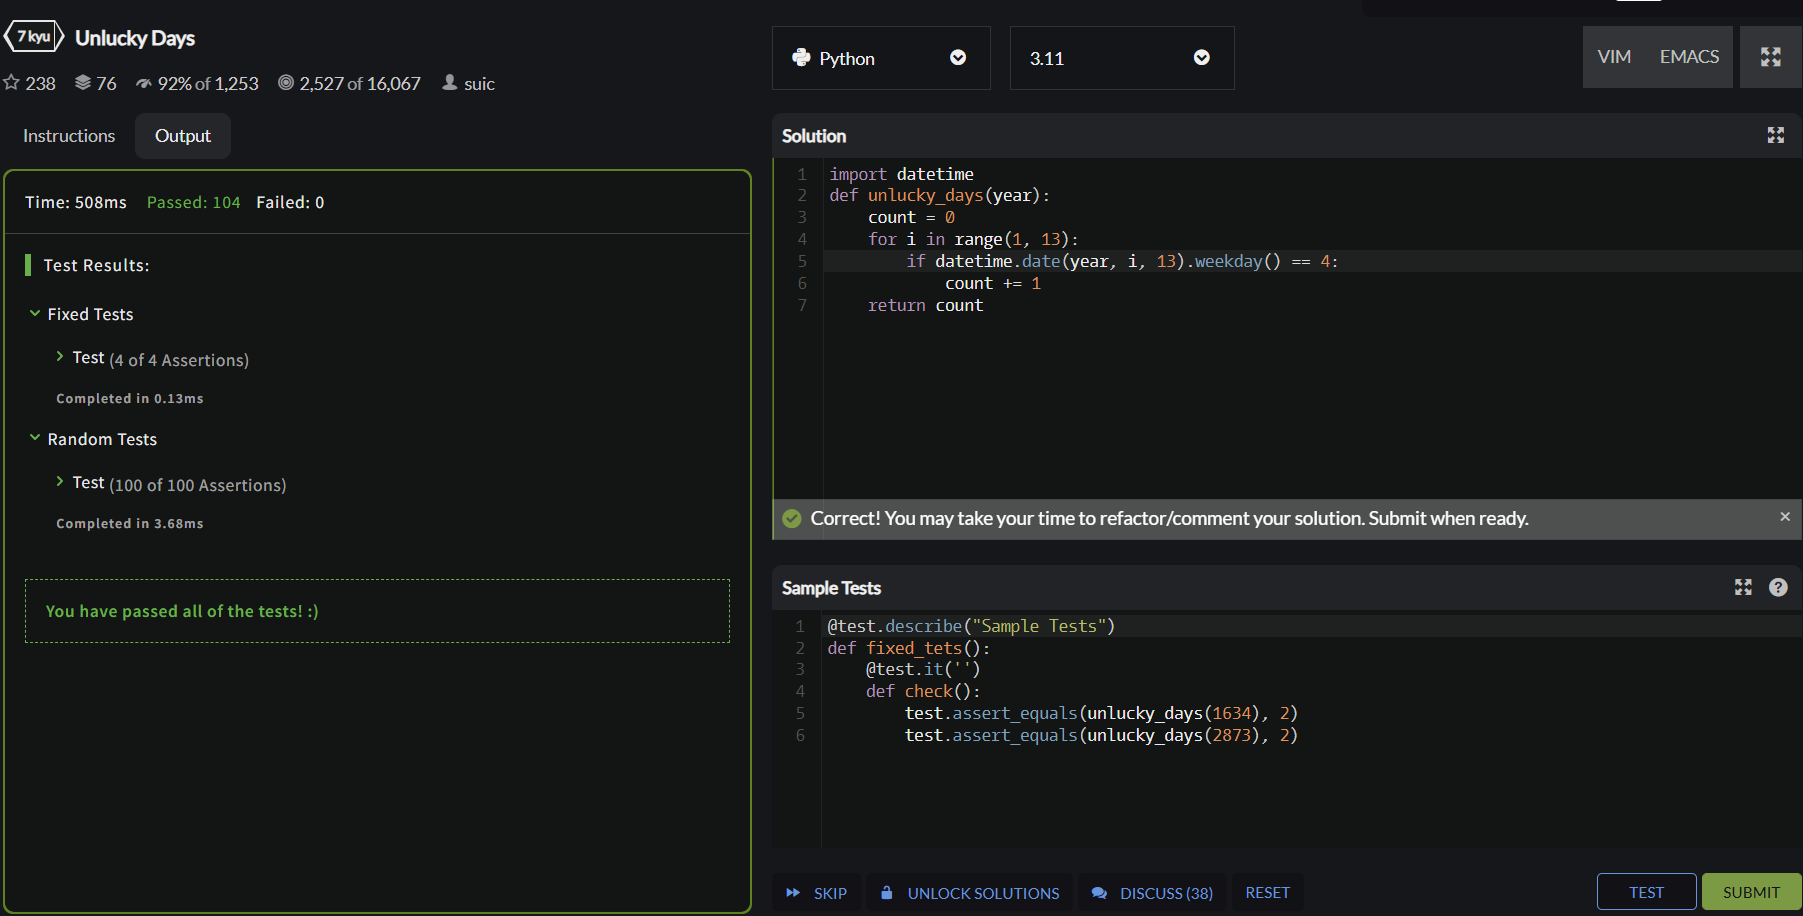 7 kyu Unlucky Days
238 76 92% of 1,253 2,527 of 16,067 suic
Instructions Output
Time: 508ms Passed: 104 Failed: 0
Test Results:
Fixed Tests
Test (4 of 4 Assertions)
Completed in 0.13ms
Random Tests
Test (100 of 100 Assertions)
Completed in 3.68ms
You have passed all of the tests! :)
Python 3.11 VIM EMACS
Solution
1 import datetime
2 def unlucky_days(year):
3     count = 0
4     for i in range(1, 13):
5         if datetime.date(year, i, 13).weekday() == 4:
6             count += 1
7     return count
Correct! You may take your time to refactor/comment your solution. Submit when ready. ×
Sample Tests ?
1 @test.describe("Sample Tests")
2 def fixed_tets():
3     @test.it('')
4     def check():
5         test.assert_equals(unlucky_days(1634), 2)
6         test.assert_equals(unlucky_days(2873), 2)
SKIP UNLOCK SOLUTIONS DISCUSS (38) RESET TEST SUBMIT